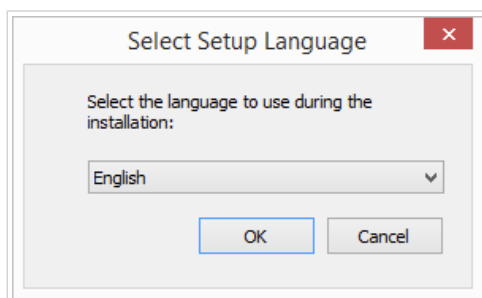 Select Setup Language
Select the language to use during the
installation:
English
OK
Cancel